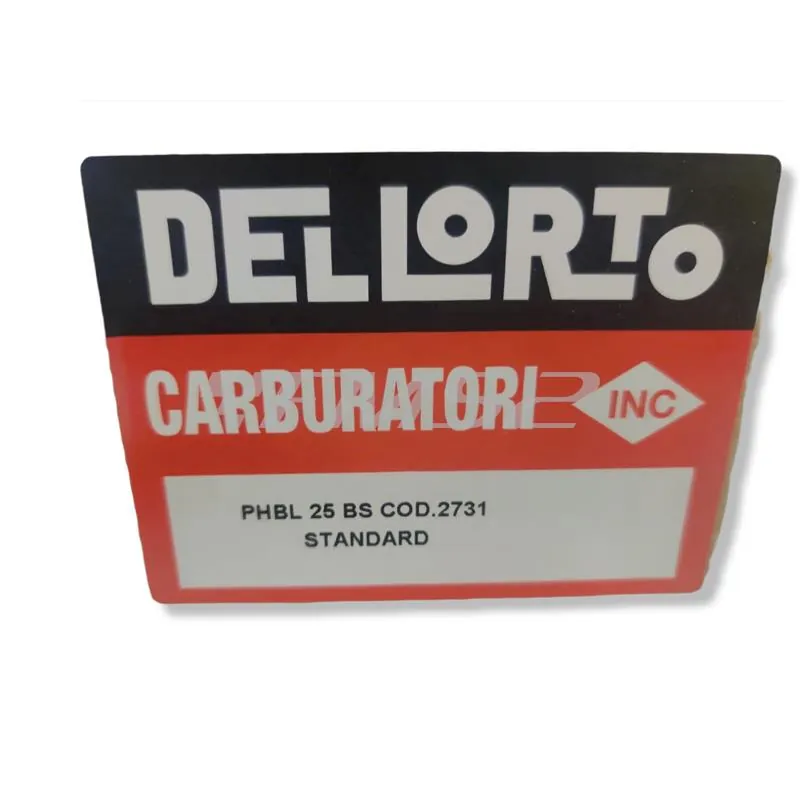 DELLORTO
CARBURATORI INC
PHBL 25 BS COD.2731
STANDARD